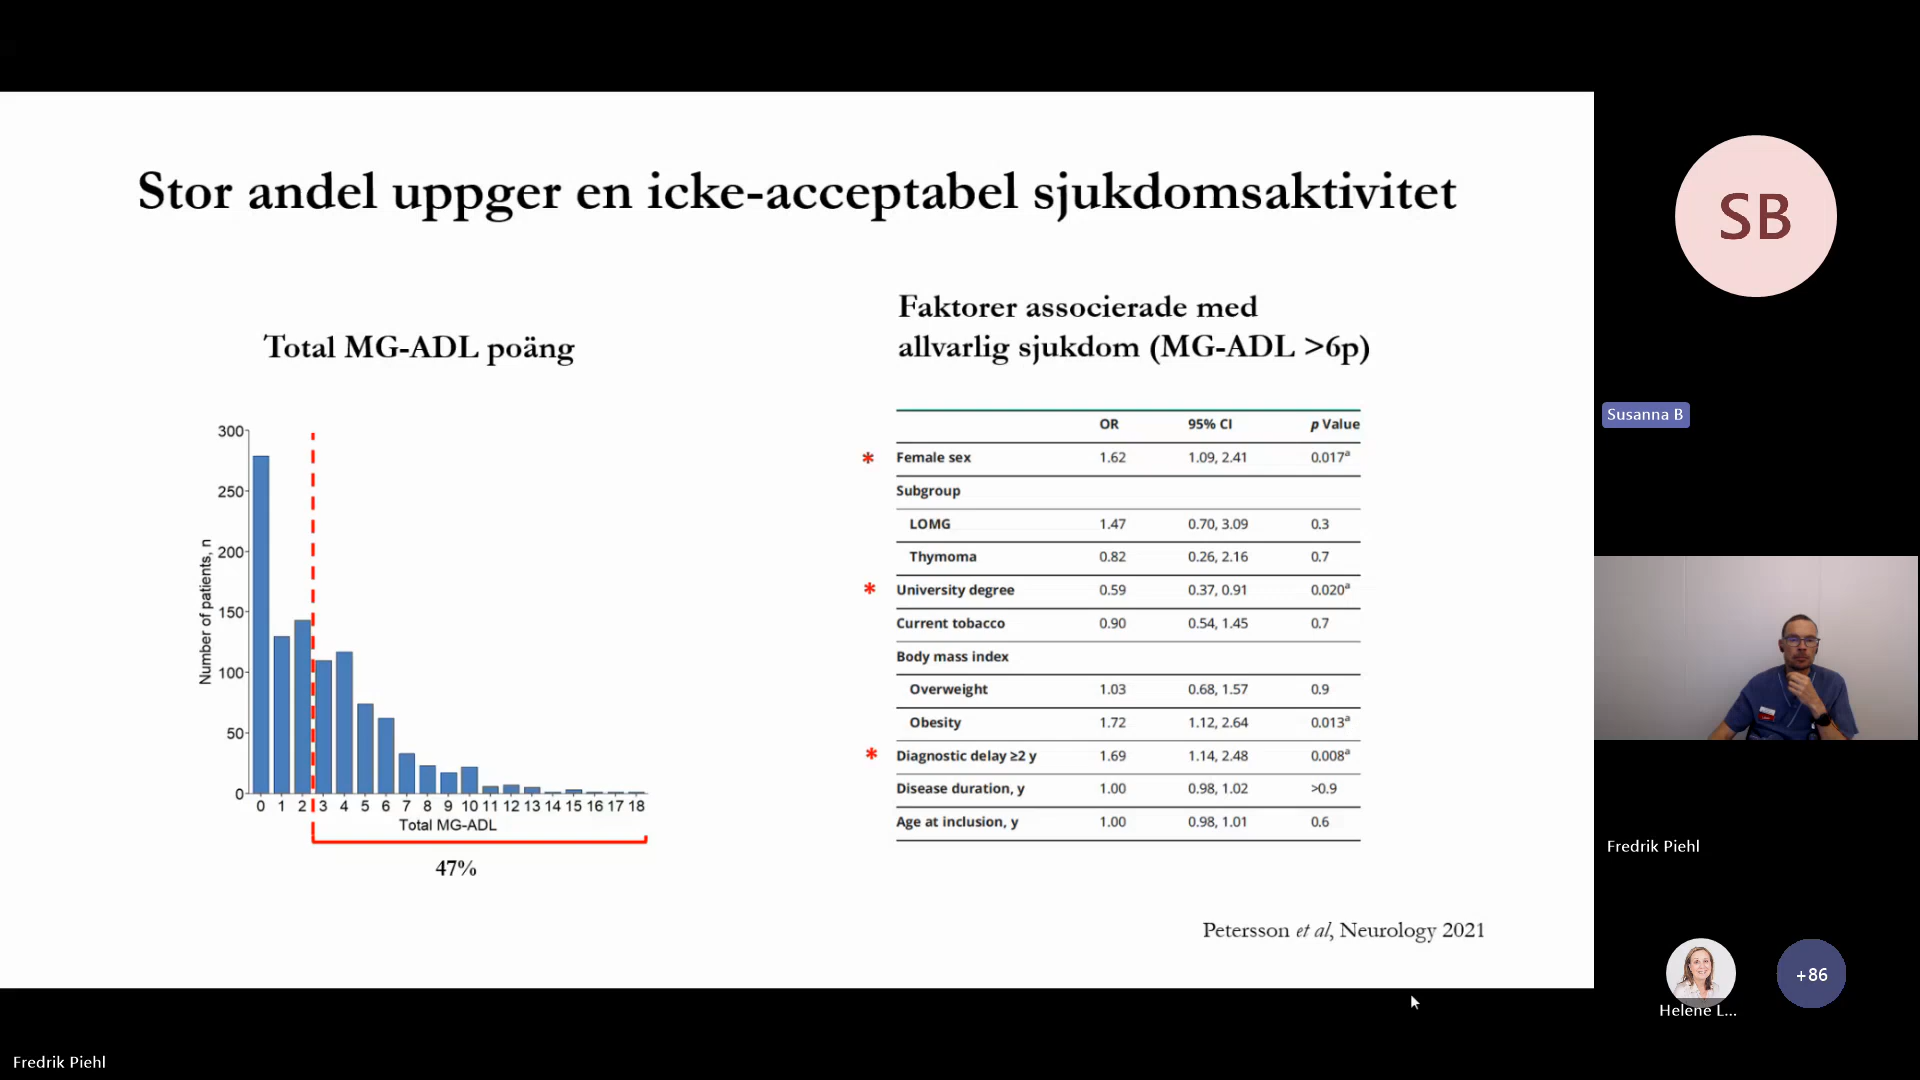 Stor andel uppger en icke-acceptabel sjukdomsaktivitet
Total MG-ADL poäng
300
250
200
150
100
50
0
Number of patients, n
0 1 2 3 4 5 6 7 8 9 10 11 12 13 14 15 16 17 18
Total MG-ADL
47%
Faktorer associerade med
allvarlig sjukdom (MG-ADL >6p)
OR 95% CI p Value
* Female sex 1.62 1.09, 2.41 0.017a
Subgroup
LOMG 1.47 0.70, 3.09 0.3
Thymoma 0.82 0.26, 2.16 0.7
* University degree 0.59 0.37, 0.91 0.020a
Current tobacco 0.90 0.54, 1.45 0.7
Body mass index
Overweight 1.03 0.68, 1.57 0.9
Obesity 1.72 1.12, 2.64 0.013a
* Diagnostic delay ≥2 y 1.69 1.14, 2.48 0.008a
Disease duration, y 1.00 0.98, 1.02 >0.9
Age at inclusion, y 1.00 0.98, 1.01 0.6
Petersson et al, Neurology 2021
SB
Susanna B
Fredrik Piehl
+86
Helene L...
Fredrik Piehl